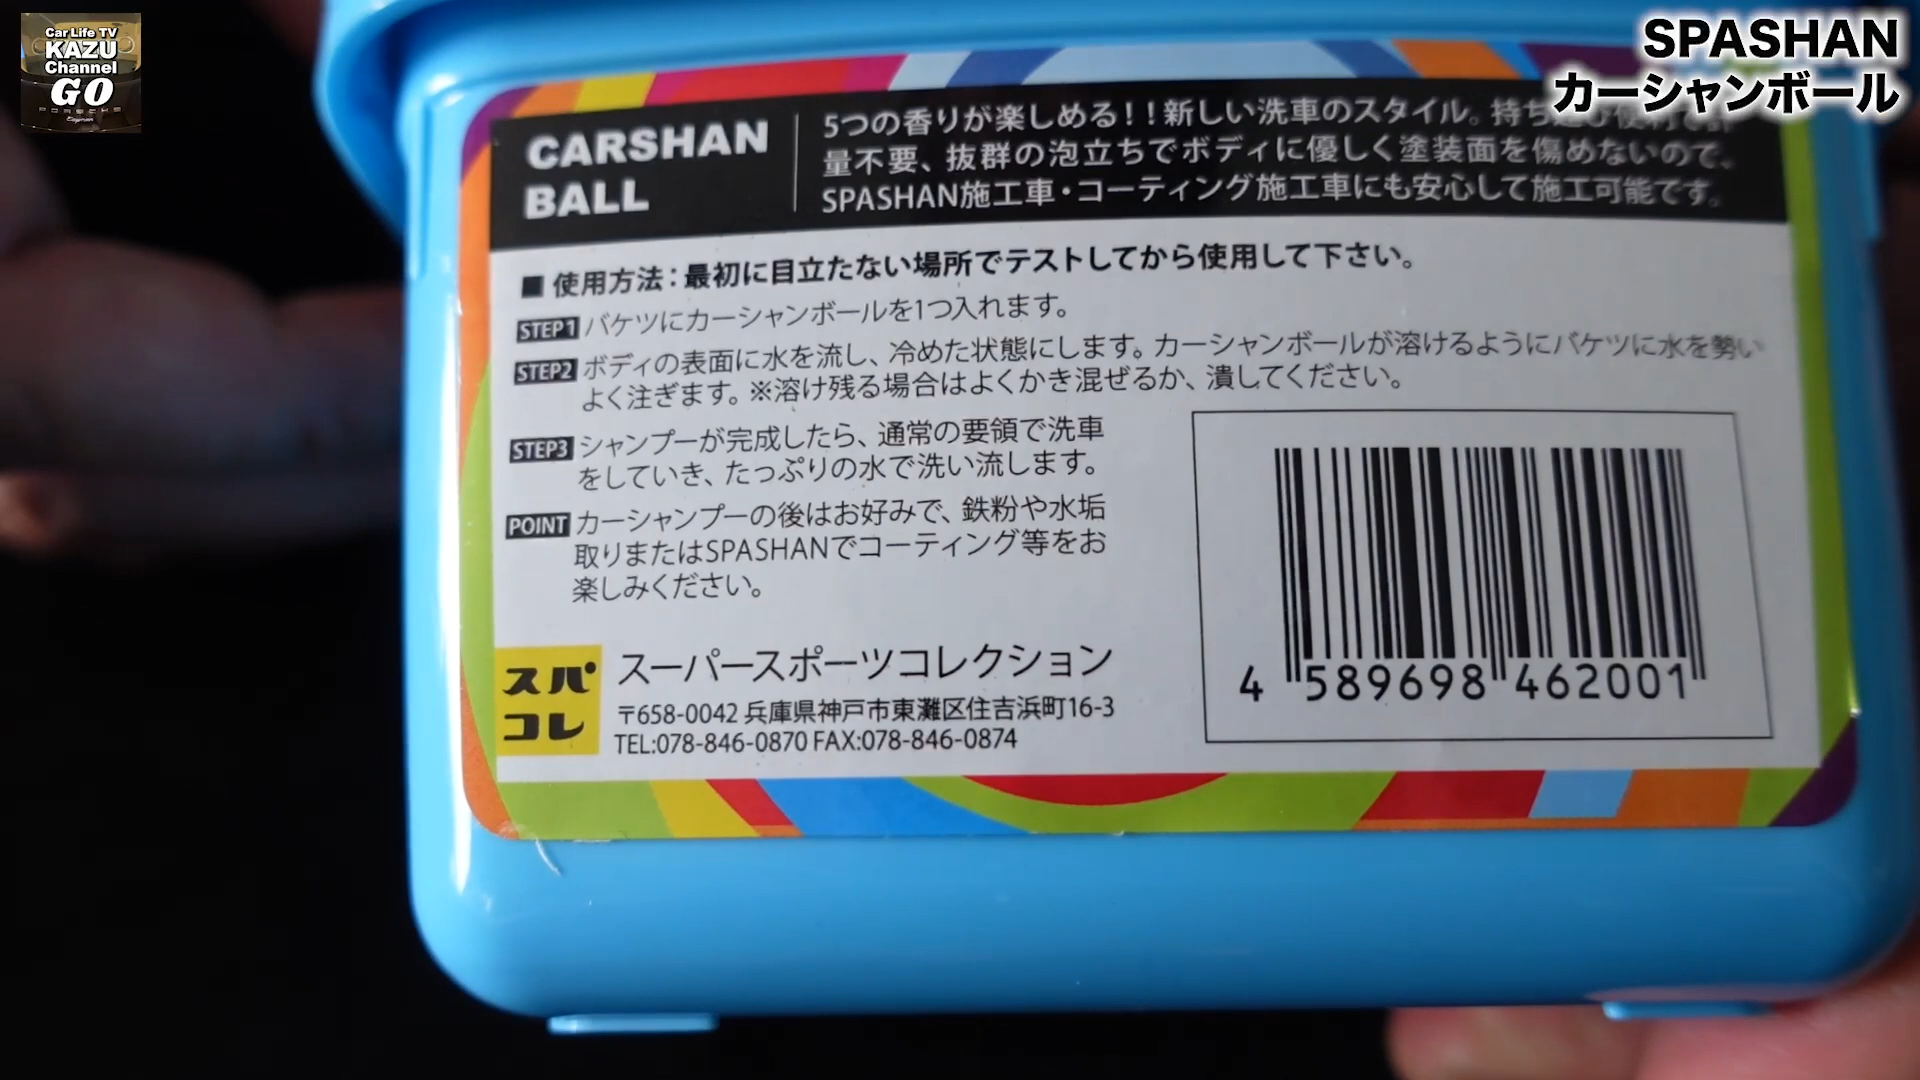 Car Life TV
KAZU
Channel
GO
SPASHAN
カーシャンボール
CARSHAN
BALL
5つの香りが楽しめる！！新しい洗車のスタイル。持ち
量不要、抜群の泡立ちでボディに優しく塗装面を傷めないので、
SPASHAN施工車・コーティング施工車にも安心して施工可能です。
■ 使用方法：最初に目立たない場所でテストしてから使用して下さい。
STEP1 バケツにカーシャンボールを1つ入れます。
STEP2 ボディの表面に水を流し、冷めた状態にします。カーシャンボールが溶けるようにバケツに水を勢い
よく注ぎます。※溶け残る場合はよくかき混ぜるか、潰してください。
STEP3 シャンプーが完成したら、通常の要領で洗車
をしていき、たっぷりの水で洗い流します。
POINT カーシャンプーの後はお好みで、鉄粉や水垢
取りまたはSPASHANでコーティング等をお
楽しみください。
スパ
コレ
スーパースポーツコレクション
〒658-0042 兵庫県神戸市東灘区住吉浜町16-3
TEL:078-846-0870 FAX:078-846-0874
4 589698 462001